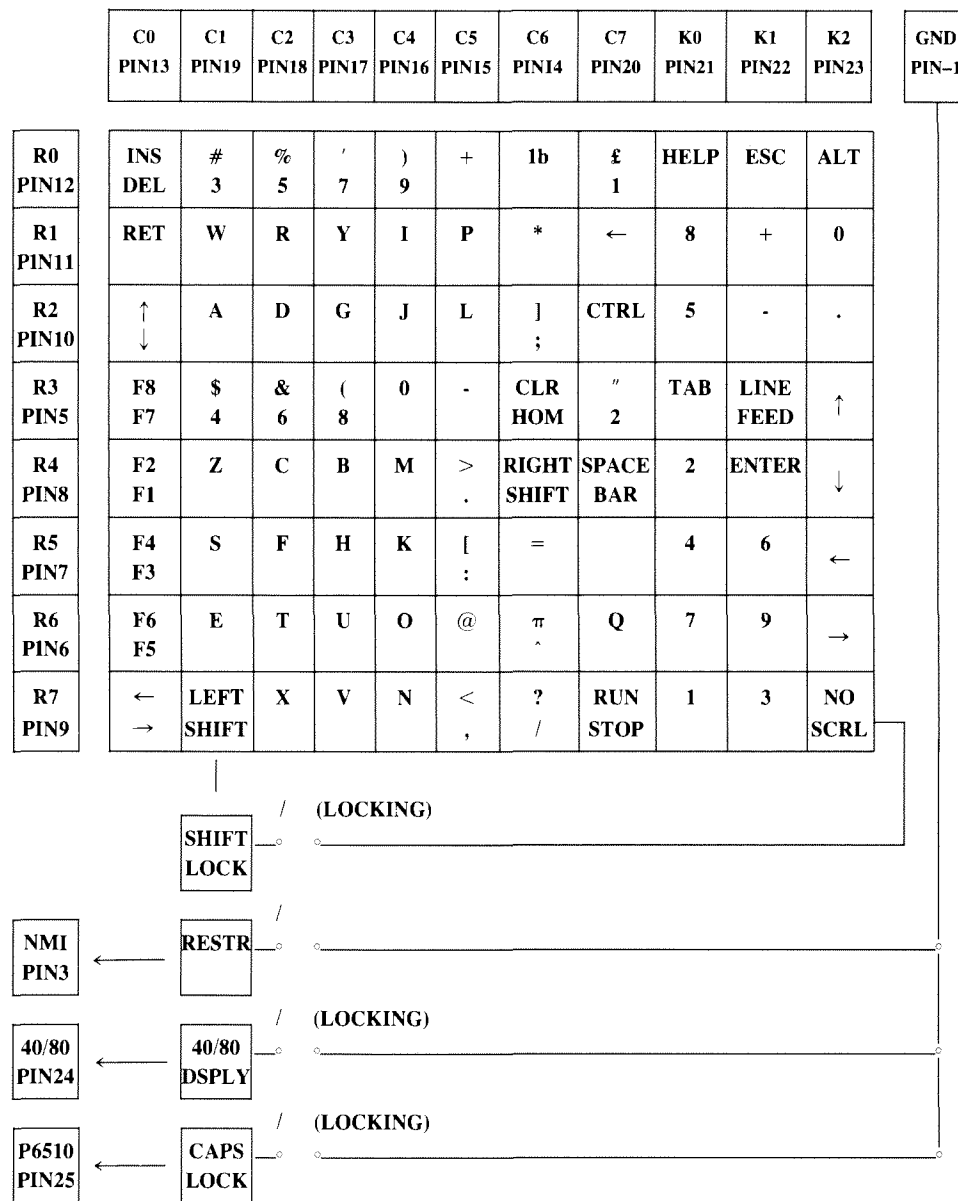 C0 C1 C2 C3 C4 C5 C6 C7 K0 K1 K2 GND
PIN13 PIN19 PIN18 PIN17 PIN16 PIN15 PIN14 PIN20 PIN21 PIN22 PIN23 PIN-1
R0 INS # % ' ) + 1b £ HELP ESC ALT
PIN12 DEL 3 5 7 9 1
R1 RET W R Y I P * ← 8 + 0
PIN11
R2 ↑ A D G J L ] CTRL 5 - .
PIN10 ↓ ;
R3 F8 $ & ( 0 - CLR " TAB LINE ↑
PIN5 F7 4 6 8 HOM 2 FEED
R4 F2 Z C B M > RIGHT SPACE 2 ENTER ↓
PIN8 F1 . SHIFT BAR
R5 F4 S F H K [ = 4 6 ←
PIN7 F3 :
R6 F6 E T U O @ π Q 7 9 →
PIN6 F5 ^
R7 ← LEFT X V N < ? RUN 1 3 NO
PIN9 → SHIFT , / STOP SCRL
/ (LOCKING)
SHIFT
LOCK
/
NMI ← RESTR
PIN3
/ (LOCKING)
40/80 ← 40/80
PIN24 DSPLY
/ (LOCKING)
P6510 ← CAPS
PIN25 LOCK